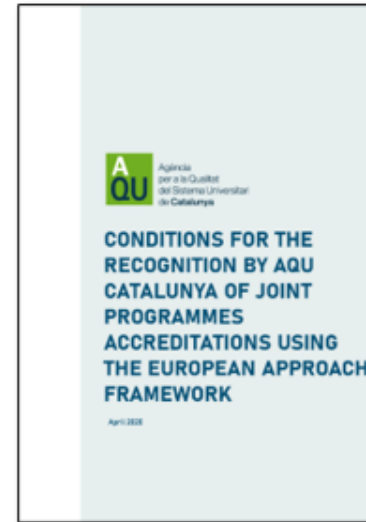 A
QU
Agència
per a la Qualitat
del Sistema Universitari
de Catalunya
CONDITIONS FOR THE
RECOGNITION BY AQU
CATALUNYA OF JOINT
PROGRAMMES
ACCREDITATIONS USING
THE EUROPEAN APPROACH
FRAMEWORK
April 2020